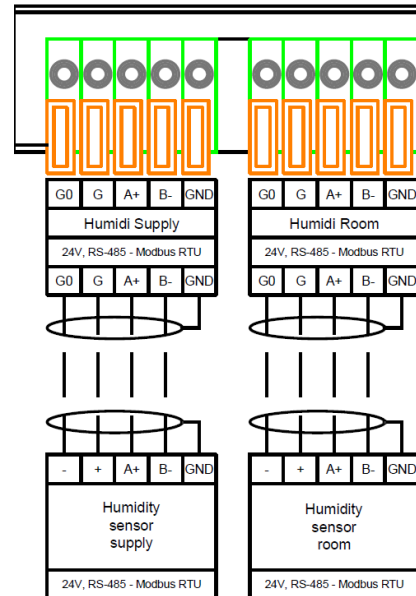 G0 G A+ B- GND G0 G A+ B- GND
Humidi Supply Humidi Room
24V, RS-485 - Modbus RTU 24V, RS-485 - Modbus RTU
G0 G A+ B- GND G0 G A+ B- GND
- + A+ B- GND - + A+ B- GND
Humidity Humidity
sensor sensor
supply room
24V, RS-485 - Modbus RTU 24V, RS-485 - Modbus RTU